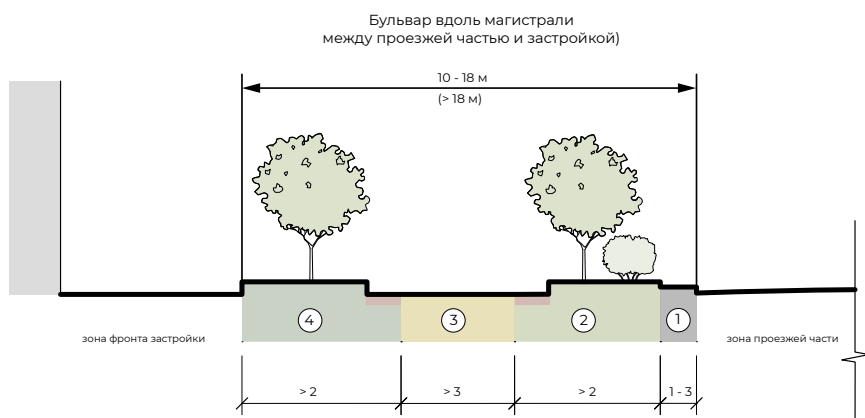 Бульвар вдоль магистрали
между проезжей частью и застройкой)
10 - 18 м
(> 18 м)
4
3
2
1
зона фронта застройки
зона проезжей части
> 2
> 3
> 2
1 - 3